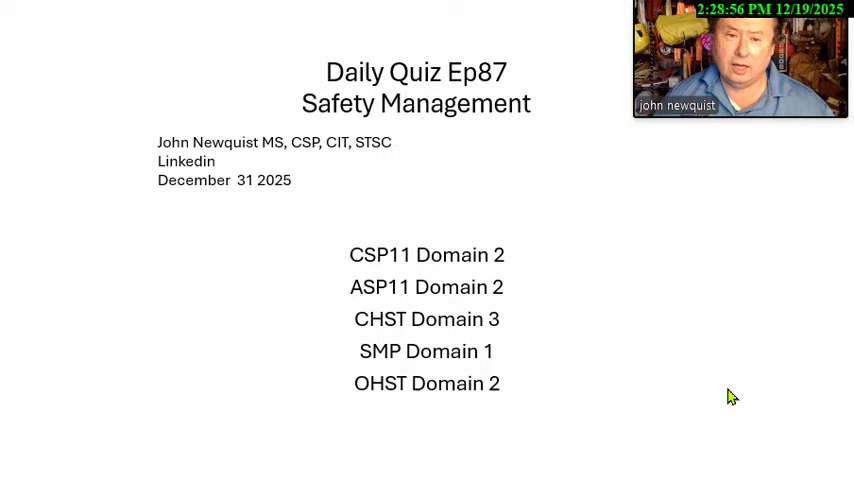 2:28:56 PM 12/19/2025
Daily Quiz Ep87
Safety Management
john newquist
John Newquist MS, CSP, CIT, STSC
Linkedin
December 31 2025
CSP11 Domain 2
ASP11 Domain 2
CHST Domain 3
SMP Domain 1
OHST Domain 2